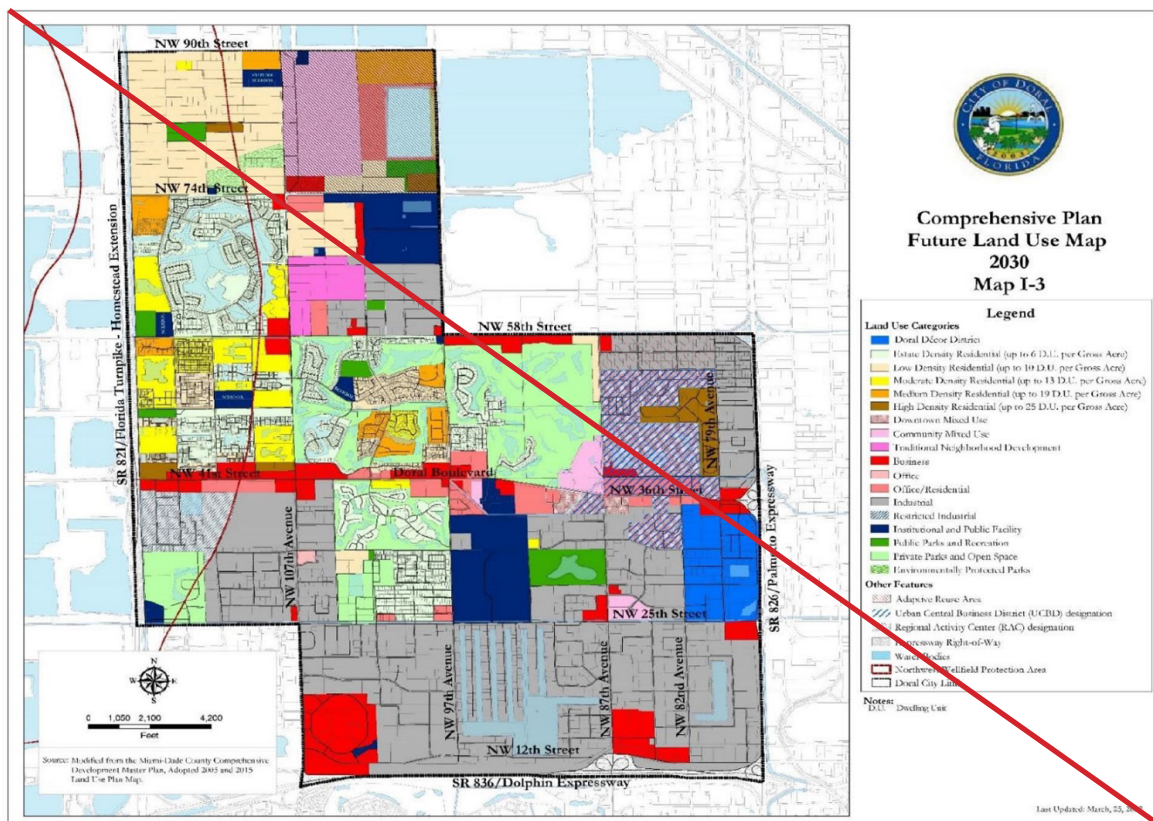 NW 90th Street
NW 74th Street
SR 821/Florida Turnpike - Homestead Extension
NW 58th Street
NW 79th Avenue
NW 41st Street
Doral Boulevard
NW 36th Street
NW 107th Avenue
SR 826/Palmetto Expressway
NW 25th Street
NW 97th Avenue
NW 87th Avenue
NW 82nd Avenue
NW 12th Street
SR 836/Dolphin Expressway
N
W E
S
0 1,050 2,100 4,200
Feet
Source: Modified from the Miami-Dade County Comprehensive
Development Master Plan, Adopted 2005 and 2015
Land Use Plan Map.
CITY OF DORAL
2003
FLORIDA
Comprehensive Plan
Future Land Use Map
2030
Map I-3
Legend
Land Use Categories
Doral Décor District
Estate Density Residential (up to 6 D.U. per Gross Acre)
Low Density Residential (up to 10 D.U. per Gross Acre)
Moderate Density Residential (up to 13 D.U. per Gross Acre)
Medium Density Residential (up to 19 D.U. per Gross Acre)
High Density Residential (up to 25 D.U. per Gross Acre)
Downtown Mixed Use
Community Mixed Use
Traditional Neighborhood Development
Business
Office
Office/Residential
Industrial
Restricted Industrial
Institutional and Public Facility
Public Parks and Recreation
Private Parks and Open Space
Environmentally Protected Parks
Other Features
Adaptive Reuse Area
Urban Central Business District (UCBD) designation
Regional Activity Center (RAC) designation
Expressway Right-of-Way
Water Bodies
Northwest Wellfield Protection Area
Doral City
Notes:
D.U. Dwelling Unit
Last Updated: March, 25,